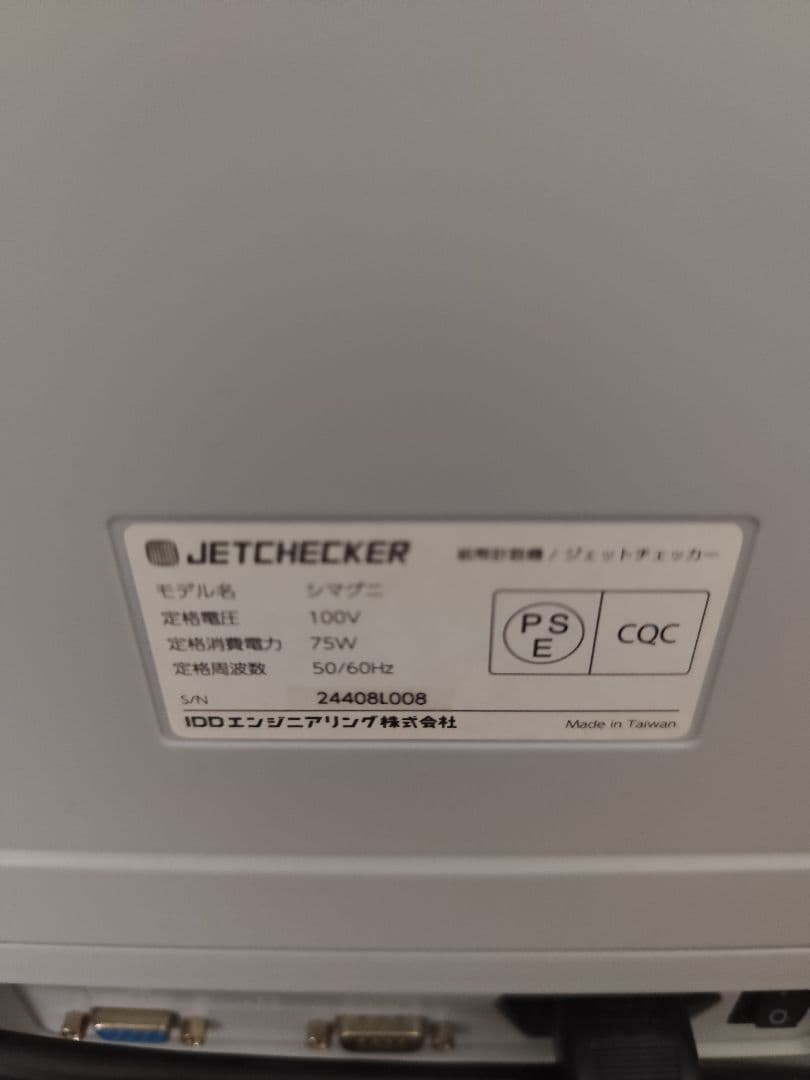 JETCHECKER
紙幣計数機 / ジェットチェッカー
モデル名 シマグニ
定格電圧 100V
定格消費電力 75W
定格周波数 50/60Hz
PS
E
CQC
S/N 24408L008
IDDエンジニアリング株式会社
Made in Taiwan